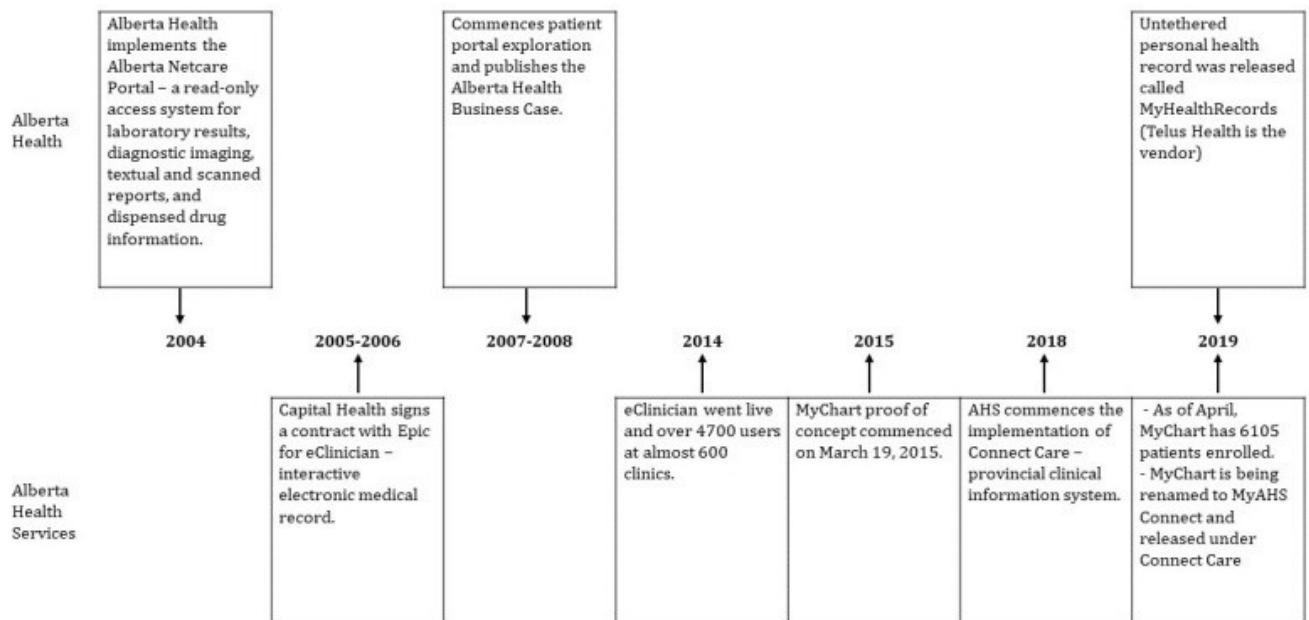 Alberta
Health
Alberta Health
implements the
Alberta Netcare
Portal – a read-only
access system for
laboratory results,
diagnostic imaging,
textual and scanned
reports, and
dispensed drug
information.
Commences patient
portal exploration
and publishes the
Alberta Health
Business Case.
Untethered
personal health
record was released
called
MyHealthRecords
(Telus Health is the
vendor)
2004
2005-2006
2007-2008
2014
2015
2018
2019
Alberta
Health
Services
Capital Health signs
a contract with Epic
for eClinician –
interactive
electronic medical
record.
eClinician went live
and over 4700 users
at almost 600
clinics.
MyChart proof of
concept commenced
on March 19, 2015.
AHS commences the
implementation of
Connect Care –
provincial clinical
information system.
- As of April,
MyChart has 6105
patients enrolled.
- MyChart is being
renamed to MyAHS
Connect and
released under
Connect Care